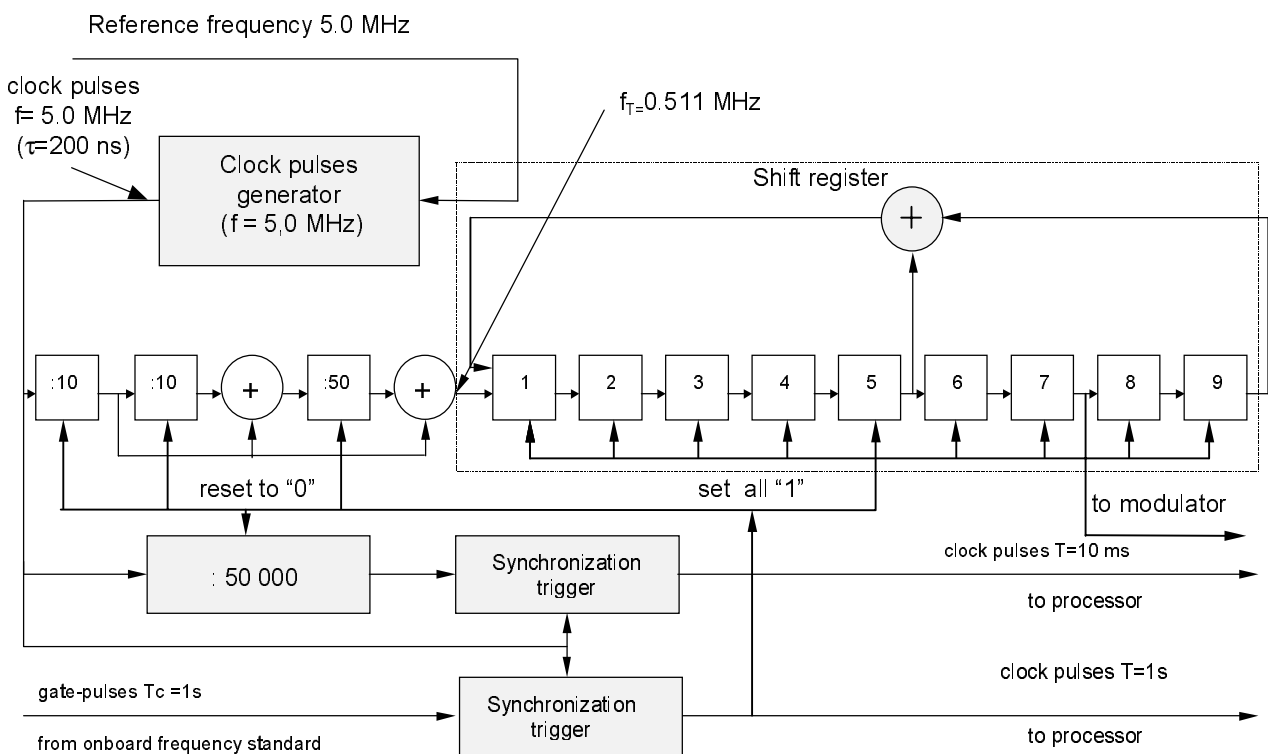 Reference frequency 5.0 MHz
clock pulses
f= 5.0 MHz
(τ=200 ns)
Clock pulses
generator
(f = 5,0 MHz)
fT=0.511 MHz
Shift register
+
:10
:10
+
:50
+
1
2
3
4
5
6
7
8
9
reset to “0”
set all “1”
to modulator
: 50 000
Synchronization
trigger
clock pulses T=10 ms
to processor
gate-pulses Tc =1s
from onboard frequency standard
Synchronization
trigger
clock pulses T=1s
to processor